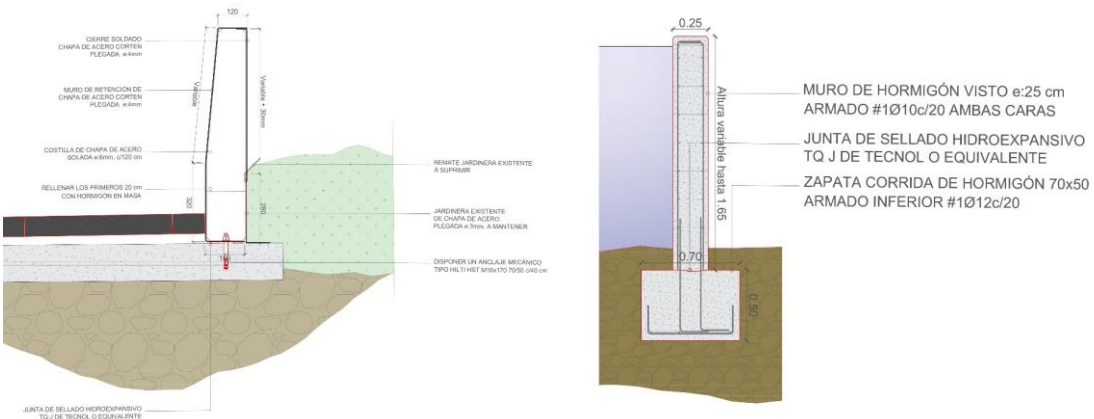 120
CIERRE SOLDADO
CHAPA DE ACERO CORTEN
PLEGADA e:4mm
MURO DE RETENCIÓN DE
CHAPA DE ACERO CORTEN
PLEGADA e:4mm
Variable
Variable + 30mm
COSTILLA DE CHAPA DE ACERO
SOLADA e:6mm, c/120 cm
RELLENAR LOS PRIMEROS 20 cm
CON HORMIGÓN EN MASA
320
280
REMATE JARDINERA EXISTENTE
A SUPRIMIR
JARDINERA EXISTENTE
DE CHAPA DE ACERO
PLEGADA e:3mm, A MANTENER
DISPONER UN ANCLAJE MECÁNICO
TIPO HILTI HST M16x170 70/50 c/40 cm
JUNTA DE SELLADO HIDROEXPANSIVO
TQ J DE TECNOL O EQUIVALENTE
0.25
Altura variable hasta 1.65
MURO DE HORMIGÓN VISTO e:25 cm
ARMADO #1Ø10c/20 AMBAS CARAS
JUNTA DE SELLADO HIDROEXPANSIVO
TQ J DE TECNOL O EQUIVALENTE
ZAPATA CORRIDA DE HORMIGÓN 70x50
ARMADO INFERIOR #1Ø12c/20
0.70
0.50